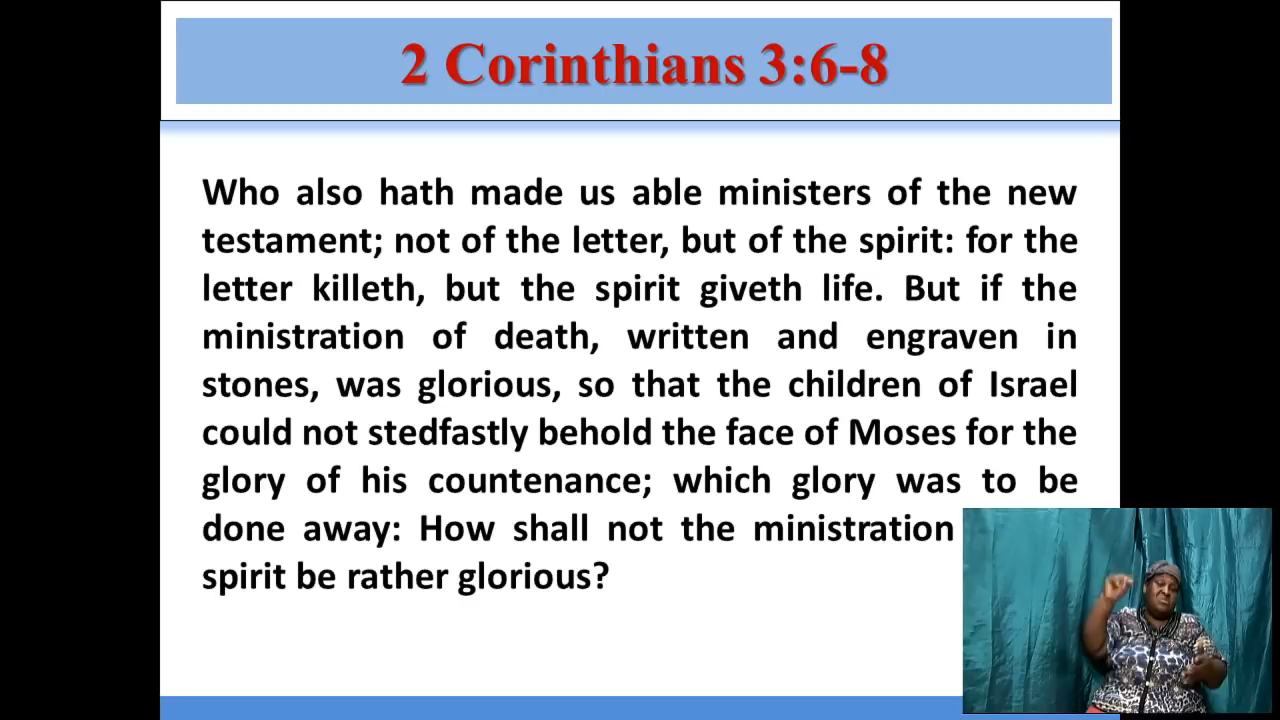 2 Corinthians 3:6-8
Who also hath made us able ministers of the new
testament; not of the letter, but of the spirit: for the
letter killeth, but the spirit giveth life. But if the
ministration of death, written and engraven in
stones, was glorious, so that the children of Israel
could not stedfastly behold the face of Moses for the
glory of his countenance; which glory was to be
done away: How shall not the ministration
spirit be rather glorious?